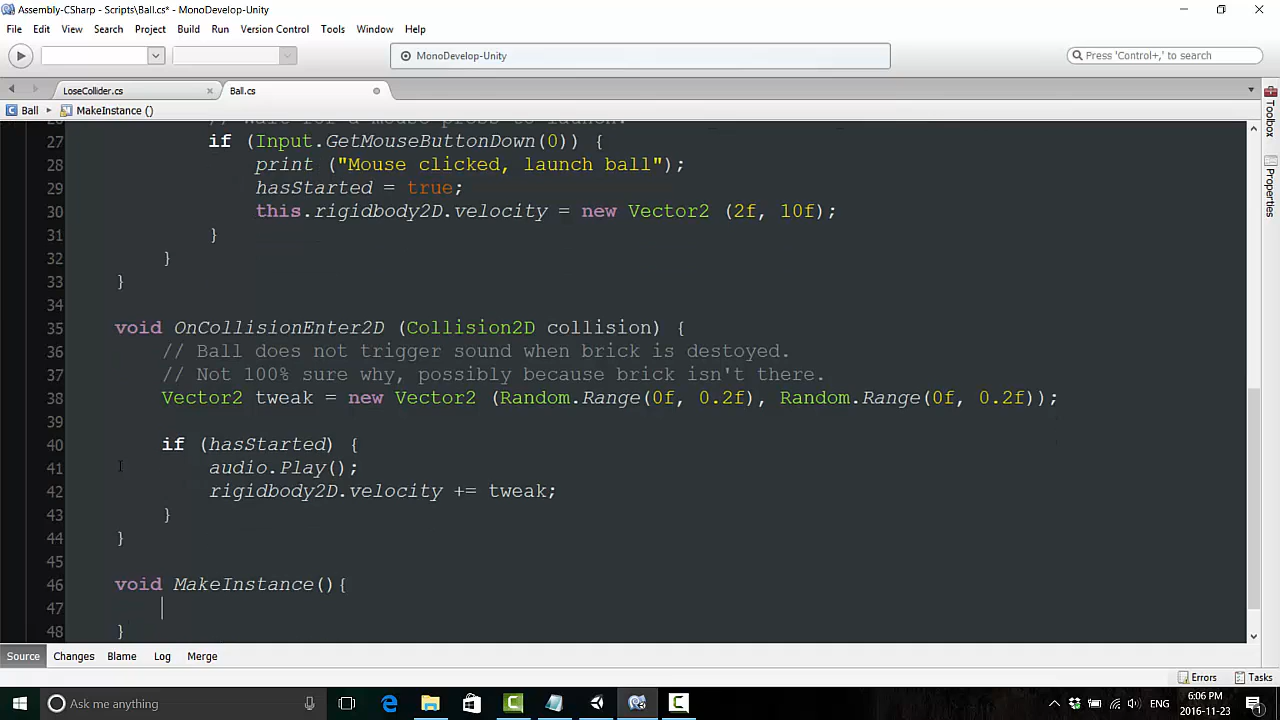 Assembly-CSharp - Scripts\Ball.cs* - MonoDevelop-Unity
File Edit View Search Project Build Run Version Control Tools Window Help
MonoDevelop-Unity
Press 'Control+,' to search
LoseCollider.cs x Ball.cs
Ball MakeInstance ()
27 if (Input.GetMouseButtonDown(0)) {
28 print ("Mouse clicked, launch ball");
29 hasStarted = true;
30 this.rigidbody2D.velocity = new Vector2 (2f, 10f);
31 }
32 }
33 }
34
35 void OnCollisionEnter2D (Collision2D collision) {
36 // Ball does not trigger sound when brick is destoyed.
37 // Not 100% sure why, possibly because brick isn't there.
38 Vector2 tweak = new Vector2 (Random.Range(0f, 0.2f), Random.Range(0f, 0.2f));
39
40 if (hasStarted) {
41 audio.Play();
42 rigidbody2D.velocity += tweak;
43 }
44 }
45
46 void MakeInstance(){
47
48 }
Toolbox
Properties
Source Changes Blame Log Merge
Errors Tasks
Ask me anything
ENG
6:06 PM
2016-11-23